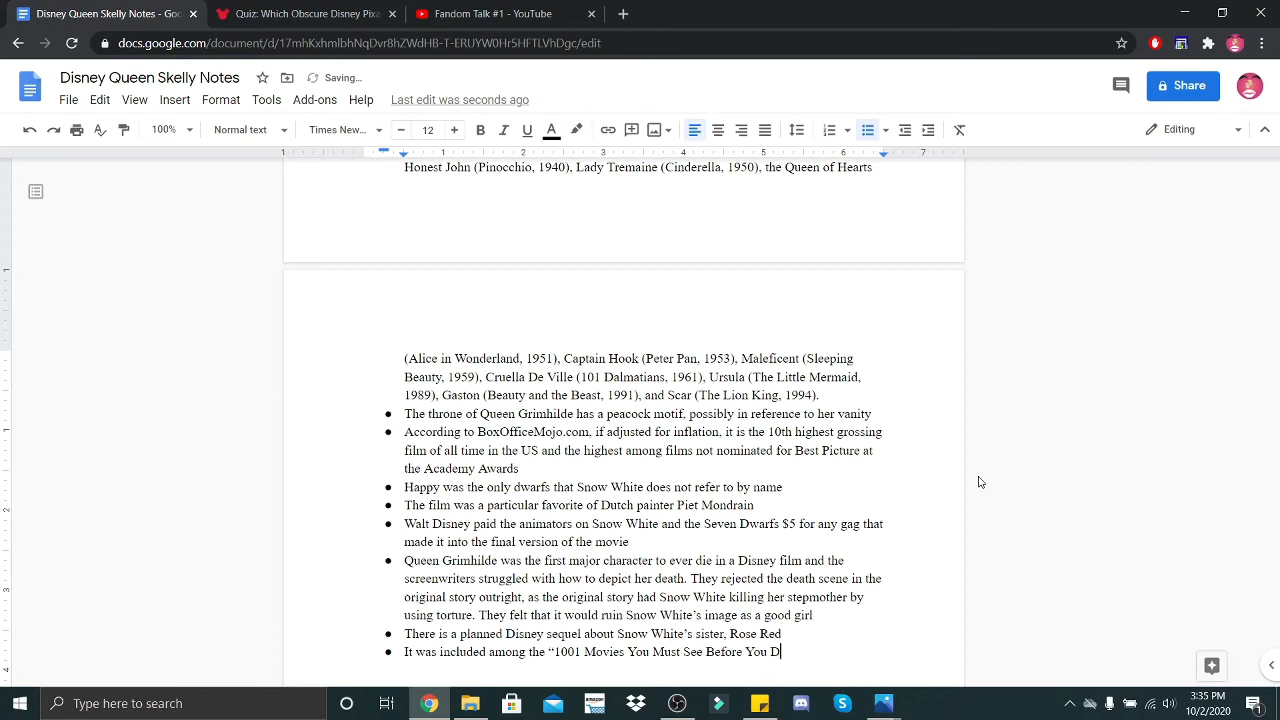 Disney Queen Skelly Notes - Goo
Quiz: Which Obscure Disney Pixa
Fandom Talk #1 - YouTube
docs.google.com/document/d/17mhKxhmlbhNqDvr8hZWdHB-T-ERUYW0Hr5HFTLVhDgc/edit
Disney Queen Skelly Notes
Saving...
Share
File Edit View Insert Format Tools Add-ons Help Last edit was seconds ago
100% Normal text Times New... 12 B I U A Editing
1 1 2 3 4 5 6 7
Honest John (Pinocchio, 1940), Lady Tremaine (Cinderella, 1950), the Queen of Hearts
(Alice in Wonderland, 1951), Captain Hook (Peter Pan, 1953), Maleficent (Sleeping
Beauty, 1959), Cruella De Ville (101 Dalmatians, 1961), Ursula (The Little Mermaid,
1989), Gaston (Beauty and the Beast, 1991), and Scar (The Lion King, 1994).
● The throne of Queen Grimhilde has a peacock motif, possibly in reference to her vanity
● According to BoxOfficeMojo.com, if adjusted for inflation, it is the 10th highest grossing
film of all time in the US and the highest among films not nominated for Best Picture at
the Academy Awards
● Happy was the only dwarfs that Snow White does not refer to by name
● The film was a particular favorite of Dutch painter Piet Mondrain
● Walt Disney paid the animators on Snow White and the Seven Dwarfs $5 for any gag that
made it into the final version of the movie
● Queen Grimhilde was the first major character to ever die in a Disney film and the
screenwriters struggled with how to depict her death. They rejected the death scene in the
original story outright, as the original story had Snow White killing her stepmother by
using torture. They felt that it would ruin Snow White’s image as a good girl
● There is a planned Disney sequel about Snow White’s sister, Rose Red
● It was included among the “1001 Movies You Must See Before You D
Type here to search
amazon
3:35 PM
10/2/2020